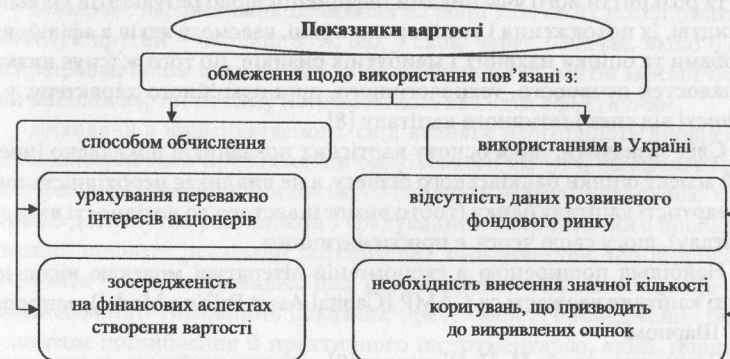 Показники вартості
обмеження щодо використання пов'язані з:
способом обчислення
використанням в Україні
урахування переважно
інтересів акціонерів
відсутність даних розвиненого
фондового ринку
зосередженість
на фінансових факторах
створення вартості
необхідність внесення значної кількості
коригувань, що призводить
до викривлених оцінок